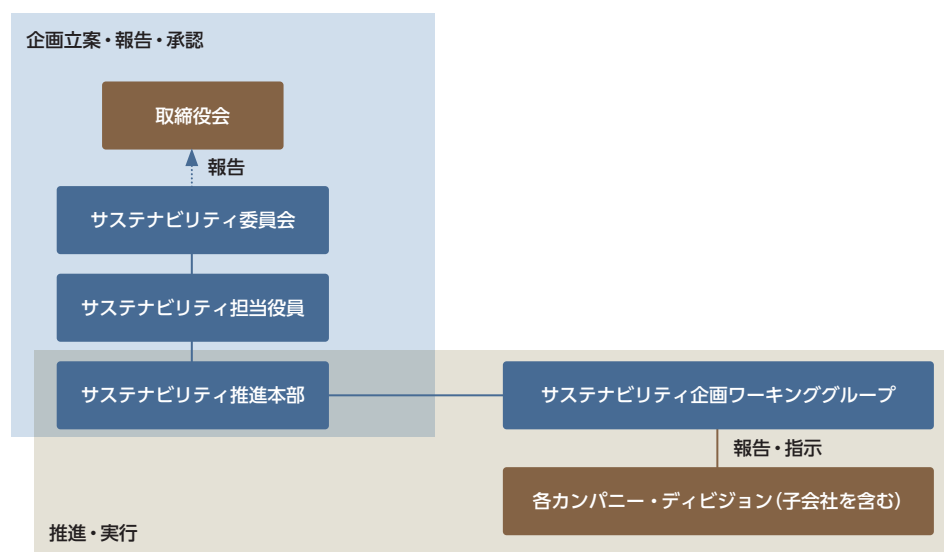 企画立案・報告・承認
取締役会
報告
サステナビリティ委員会
サステナビリティ担当役員
サステナビリティ推進本部
サステナビリティ企画ワーキンググループ
報告・指示
各カンパニー・ディビジョン（子会社を含む）
推進・実行